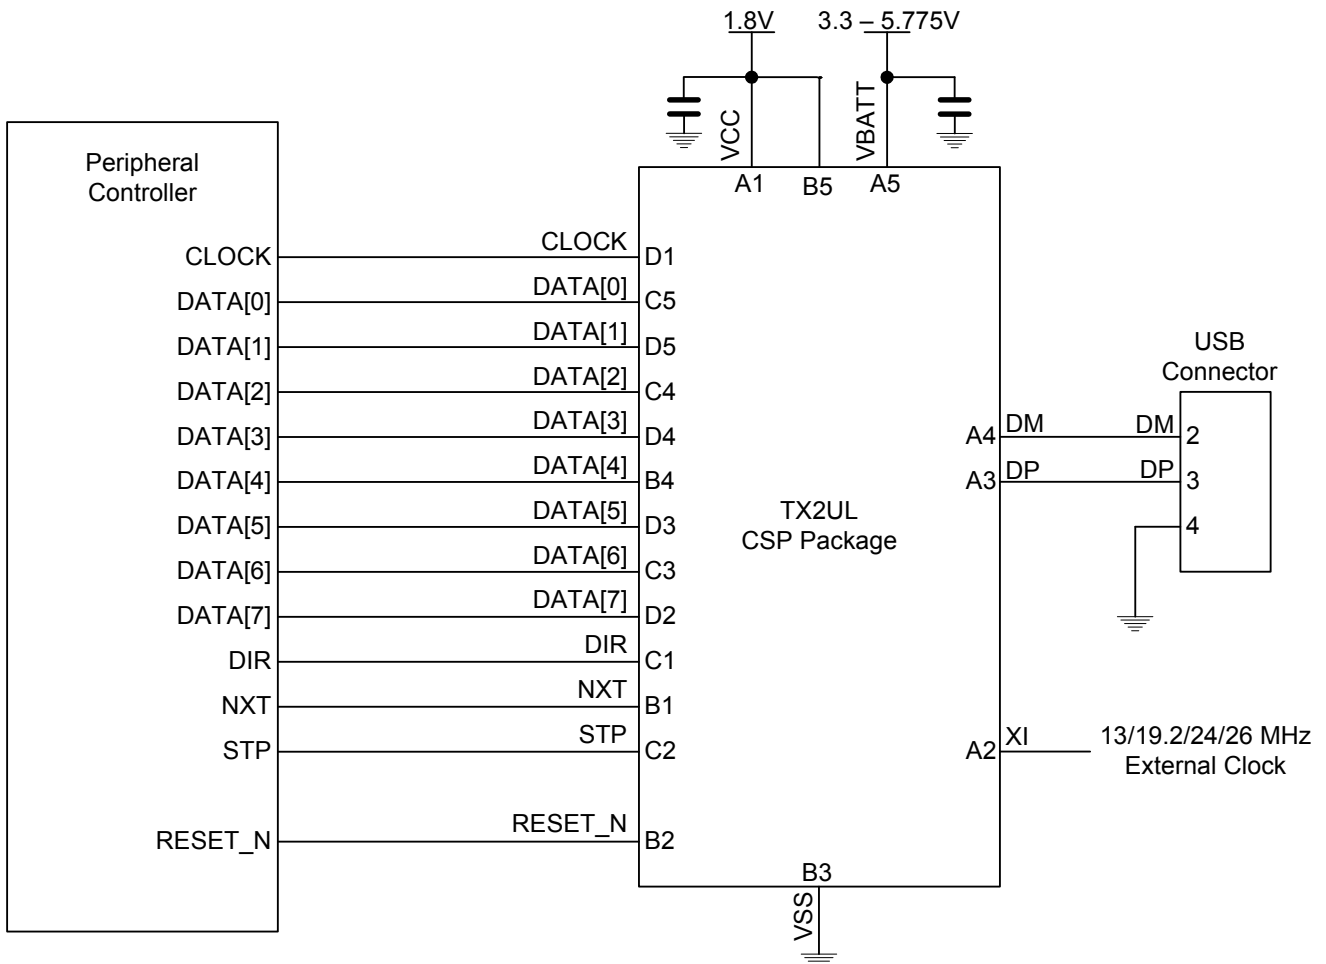 1.8V
3.3 – 5.775V
VCC
VBATT
A1
B5
A5
Peripheral
Controller
CLOCK
CLOCK
D1
DATA[0]
DATA[0]
C5
DATA[1]
DATA[1]
D5
DATA[2]
DATA[2]
C4
DATA[3]
DATA[3]
D4
DATA[4]
DATA[4]
B4
DATA[5]
DATA[5]
D3
DATA[6]
DATA[6]
C3
DATA[7]
DATA[7]
D2
DIR
DIR
C1
NXT
NXT
B1
STP
STP
C2
RESET_N
RESET_N
B2
TX2UL
CSP Package
USB
Connector
A4
DM
DM
2
A3
DP
DP
3
4
A2
XI
13/19.2/24/26 MHz
External Clock
B3
VSS